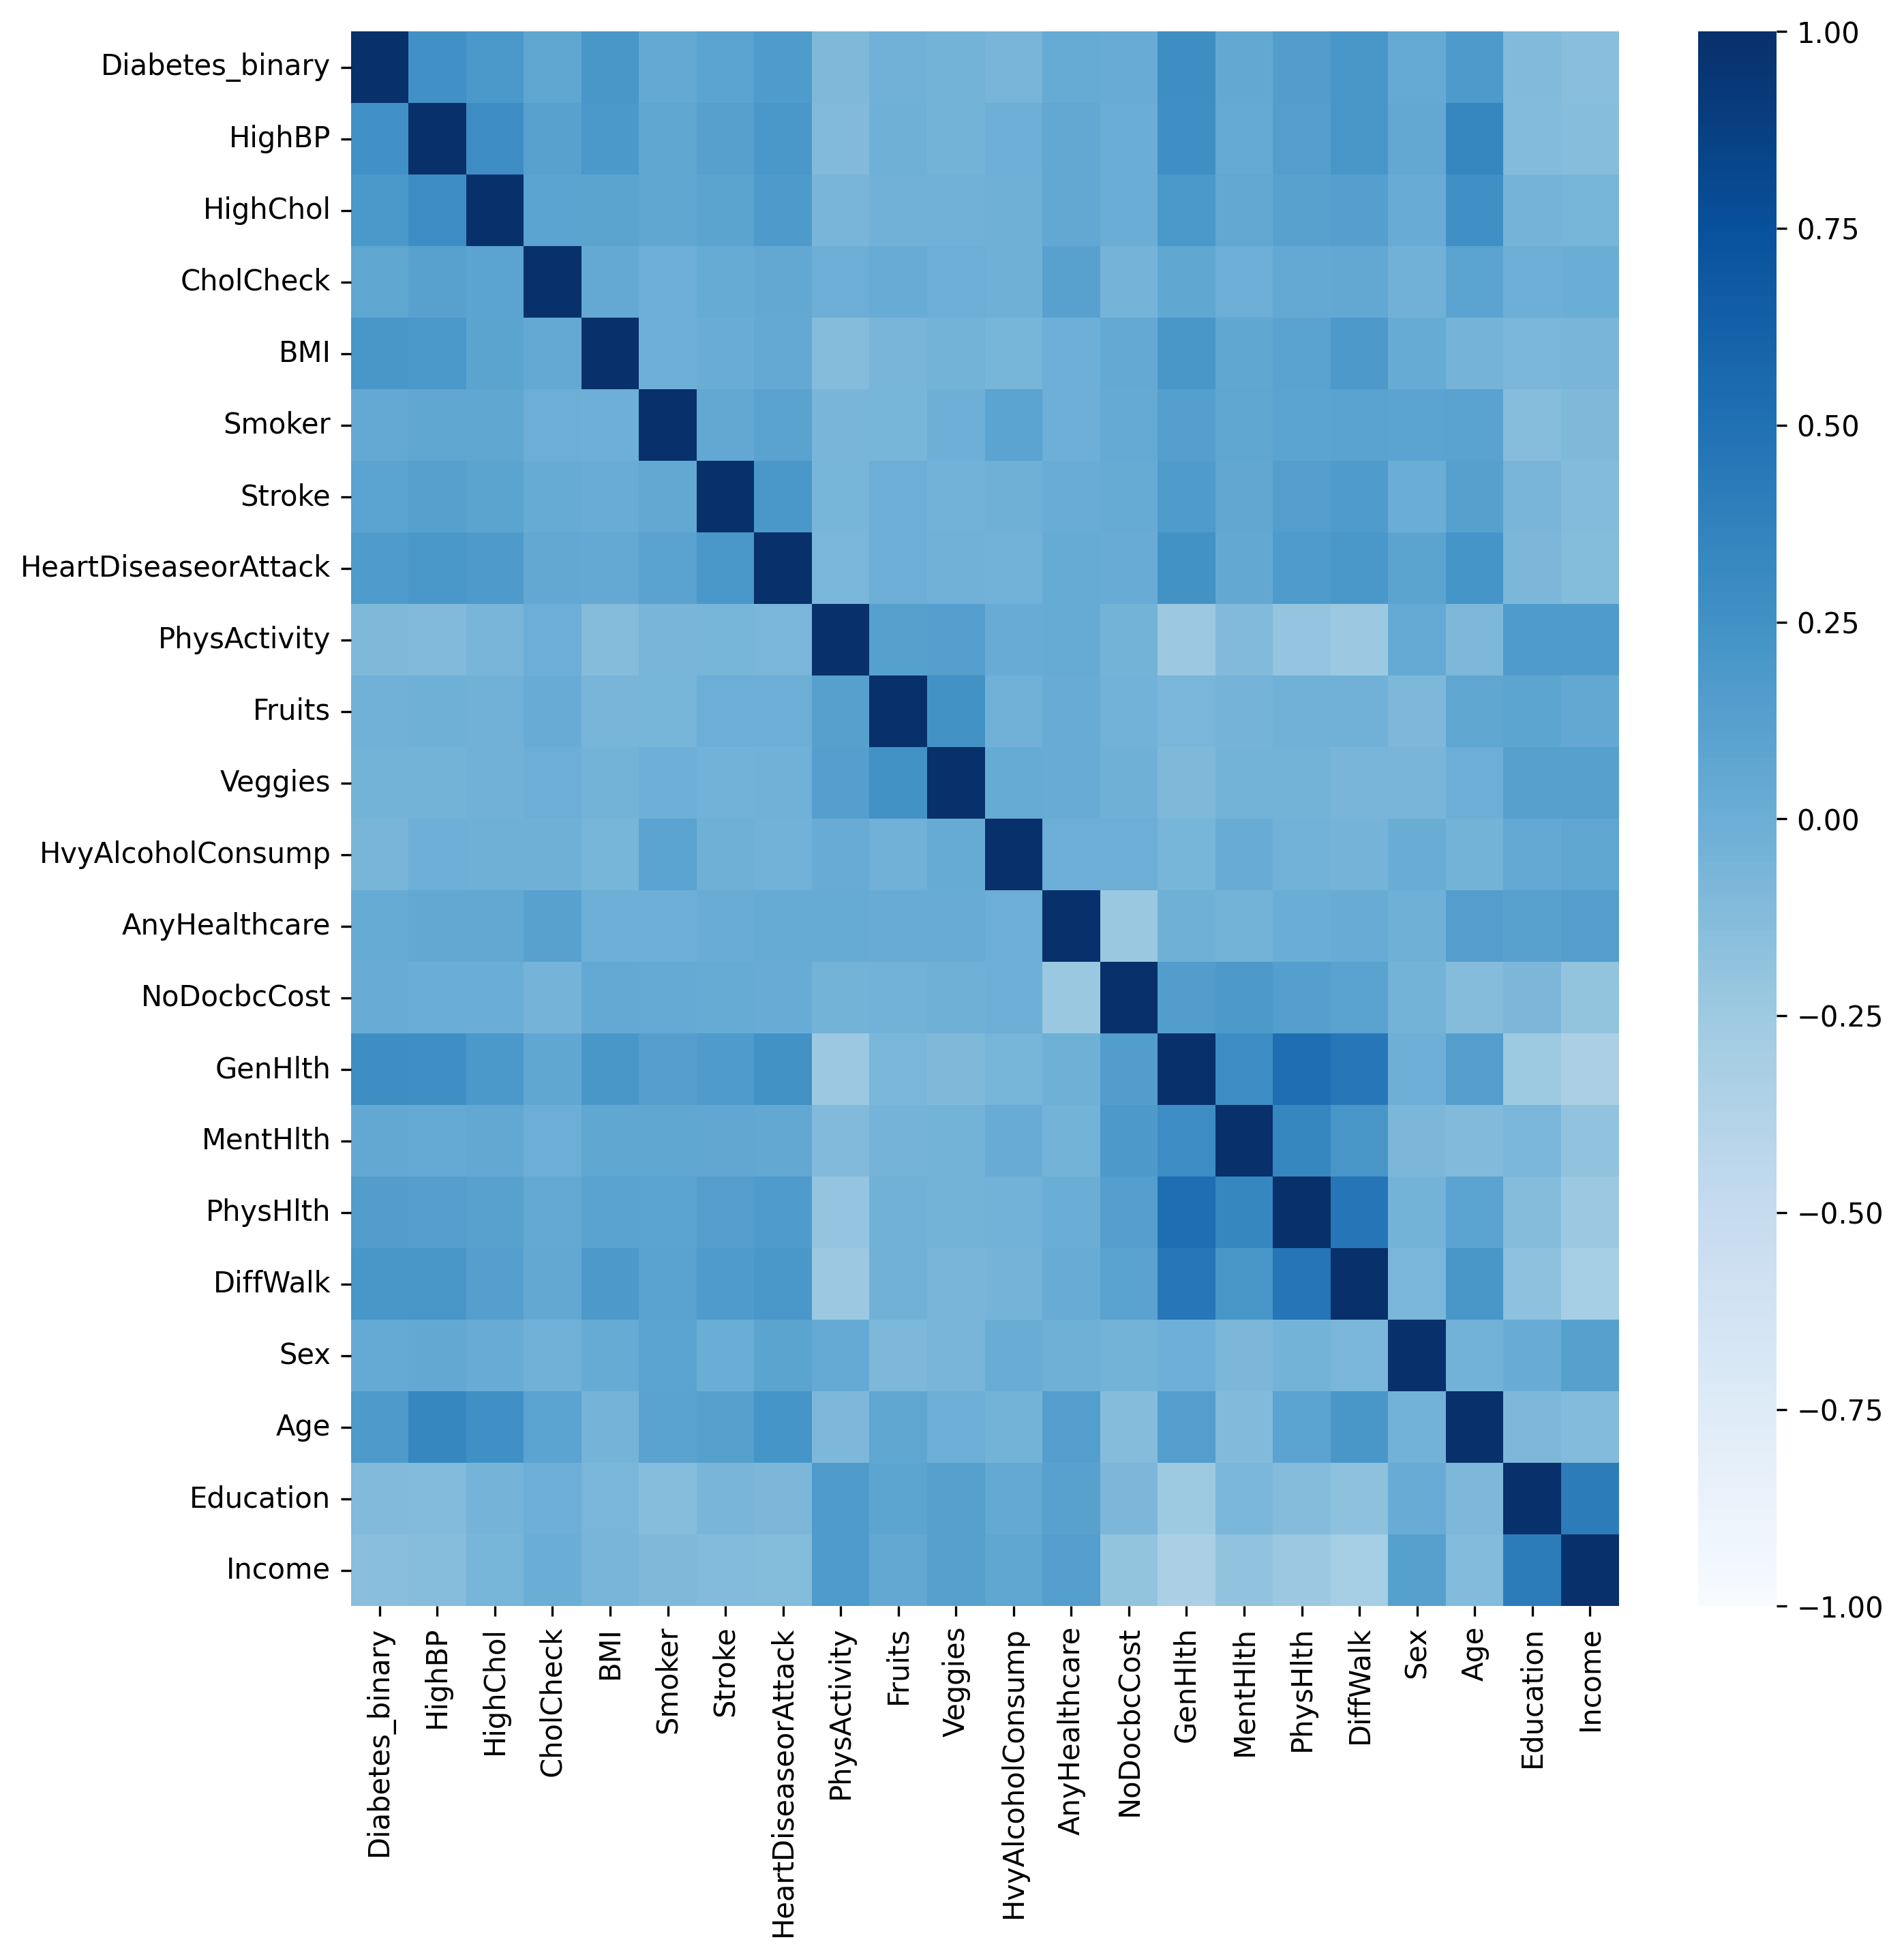 Diabetes_binary
HighBP
HighChol
CholCheck
BMI
Smoker
Stroke
HeartDiseaseorAttack
PhysActivity
Fruits
Veggies
HvyAlcoholConsump
AnyHealthcare
NoDocbcCost
GenHlth
MentHlth
PhysHlth
DiffWalk
Sex
Age
Education
Income
Diabetes_binary
HighBP
HighChol
CholCheck
BMI
Smoker
Stroke
HeartDiseaseorAttack
PhysActivity
Fruits
Veggies
HvyAlcoholConsump
AnyHealthcare
NoDocbcCost
GenHlth
MentHlth
PhysHlth
DiffWalk
Sex
Age
Education
Income
1.00
0.75
0.50
0.25
0.00
−0.25
−0.50
−0.75
−1.00